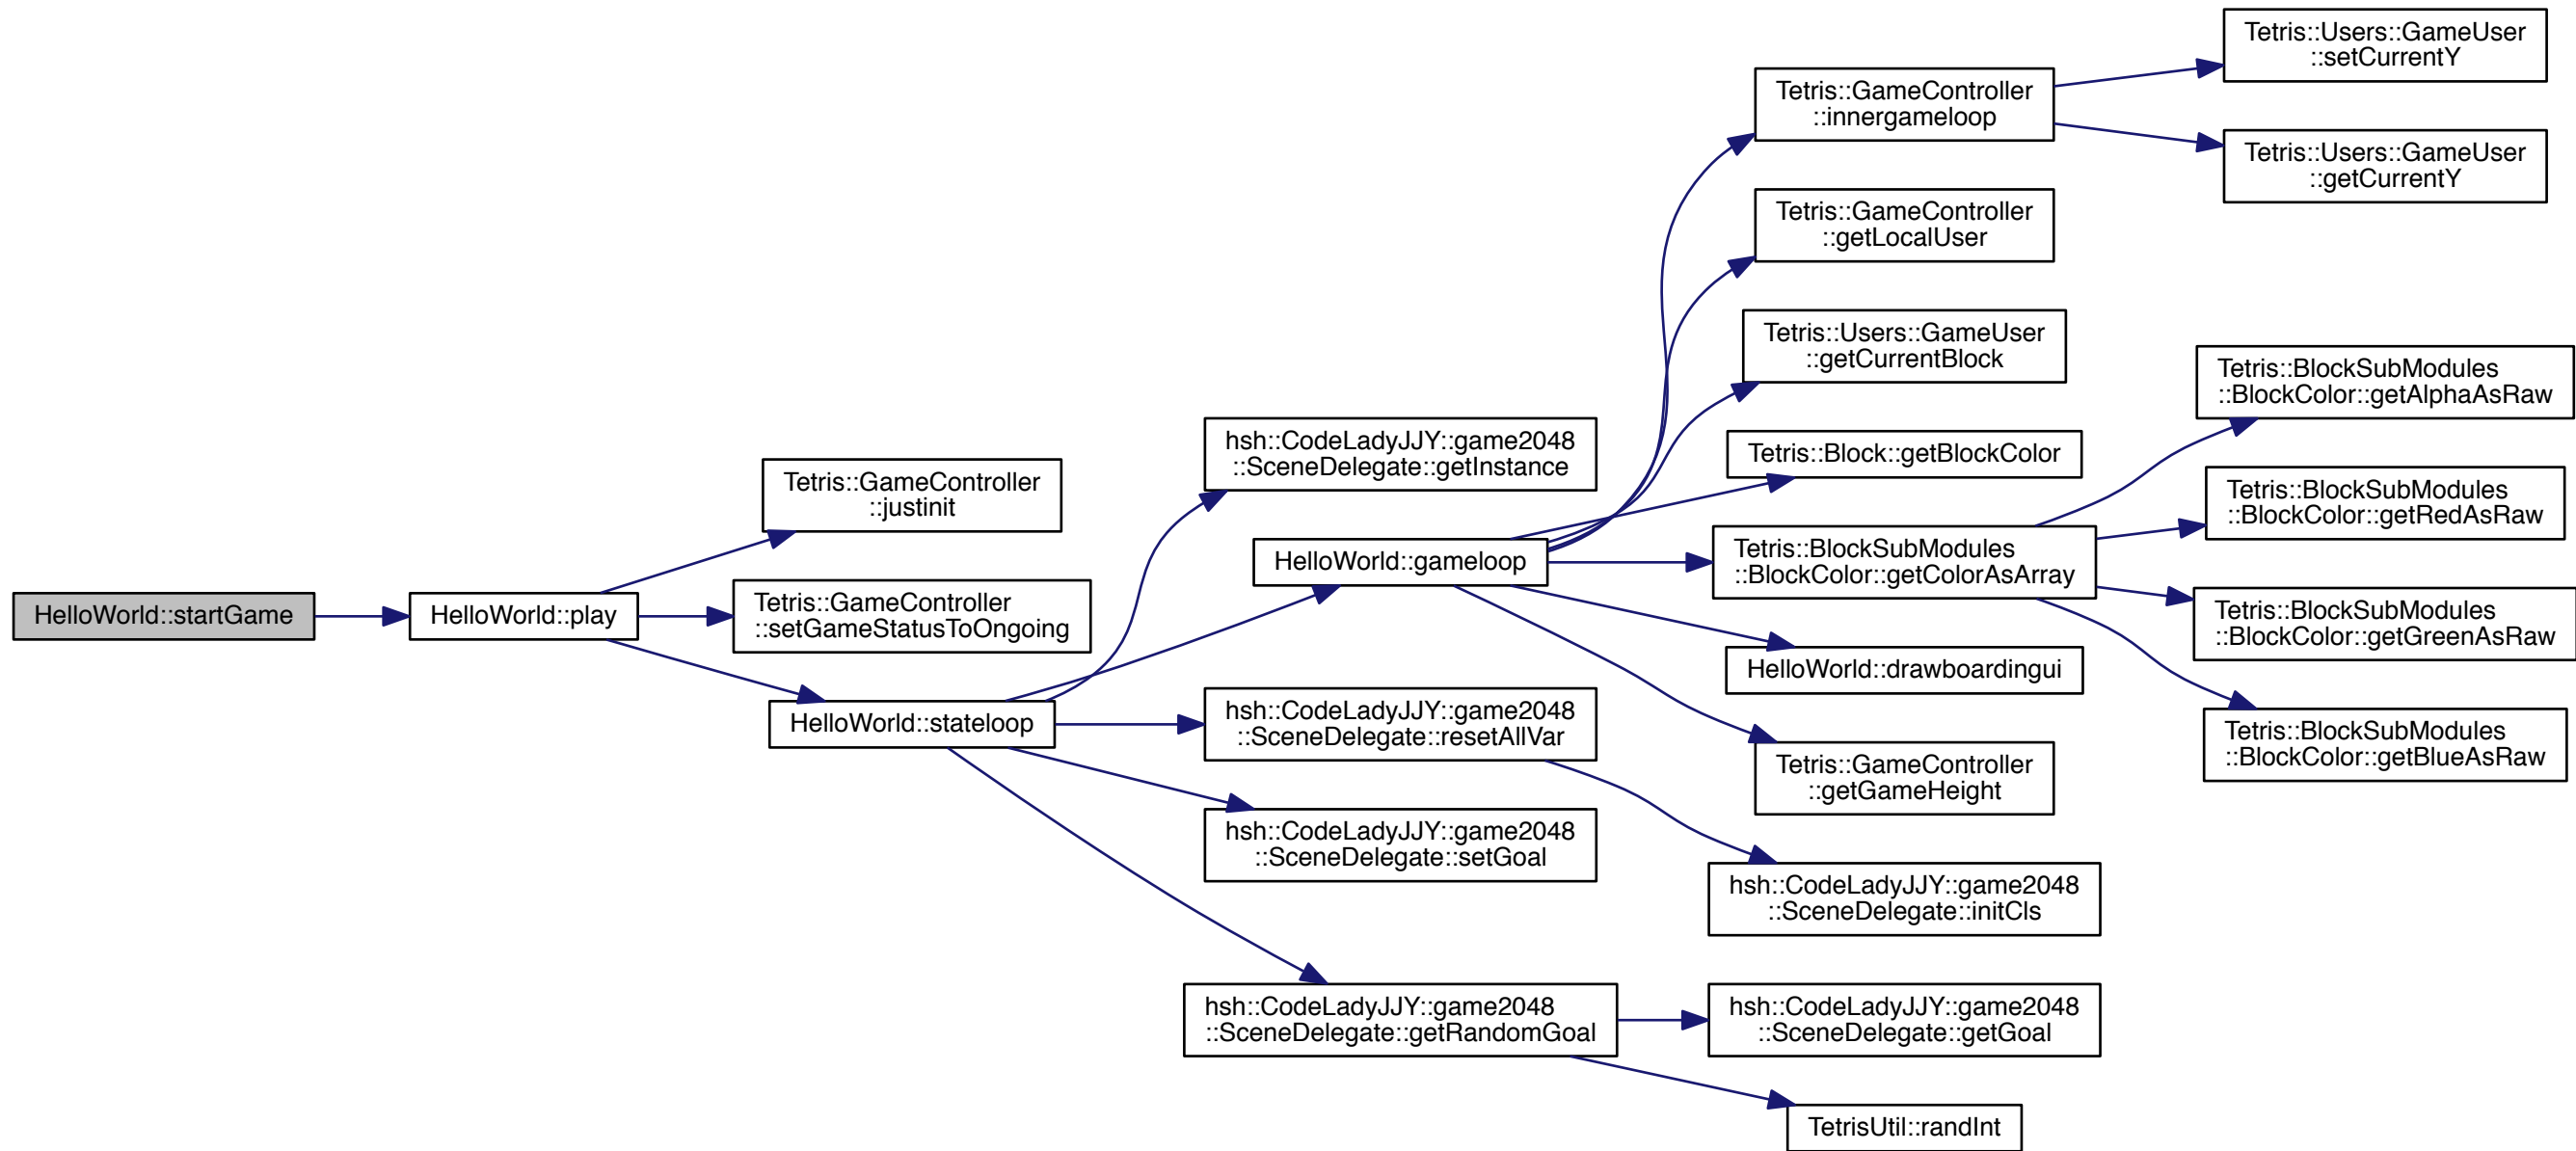 HelloWorld::startGame
HelloWorld::play
Tetris::GameController
::justinit
Tetris::GameController
::setGameStatusToOngoing
HelloWorld::stateloop
hsh::CodeLadyJJY::game2048
::SceneDelegate::getInstance
HelloWorld::gameloop
hsh::CodeLadyJJY::game2048
::SceneDelegate::resetAllVar
hsh::CodeLadyJJY::game2048
::SceneDelegate::setGoal
hsh::CodeLadyJJY::game2048
::SceneDelegate::getRandomGoal
Tetris::GameController
::innergameloop
Tetris::GameController
::getLocalUser
Tetris::Users::GameUser
::getCurrentBlock
Tetris::Block::getBlockColor
Tetris::BlockSubModules
::BlockColor::getColorAsArray
HelloWorld::drawboardingui
Tetris::GameController
::getGameHeight
hsh::CodeLadyJJY::game2048
::SceneDelegate::initCls
hsh::CodeLadyJJY::game2048
::SceneDelegate::getGoal
TetrisUtil::randInt
Tetris::Users::GameUser
::setCurrentY
Tetris::Users::GameUser
::getCurrentY
Tetris::BlockSubModules
::BlockColor::getAlphaAsRaw
Tetris::BlockSubModules
::BlockColor::getRedAsRaw
Tetris::BlockSubModules
::BlockColor::getGreenAsRaw
Tetris::BlockSubModules
::BlockColor::getBlueAsRaw